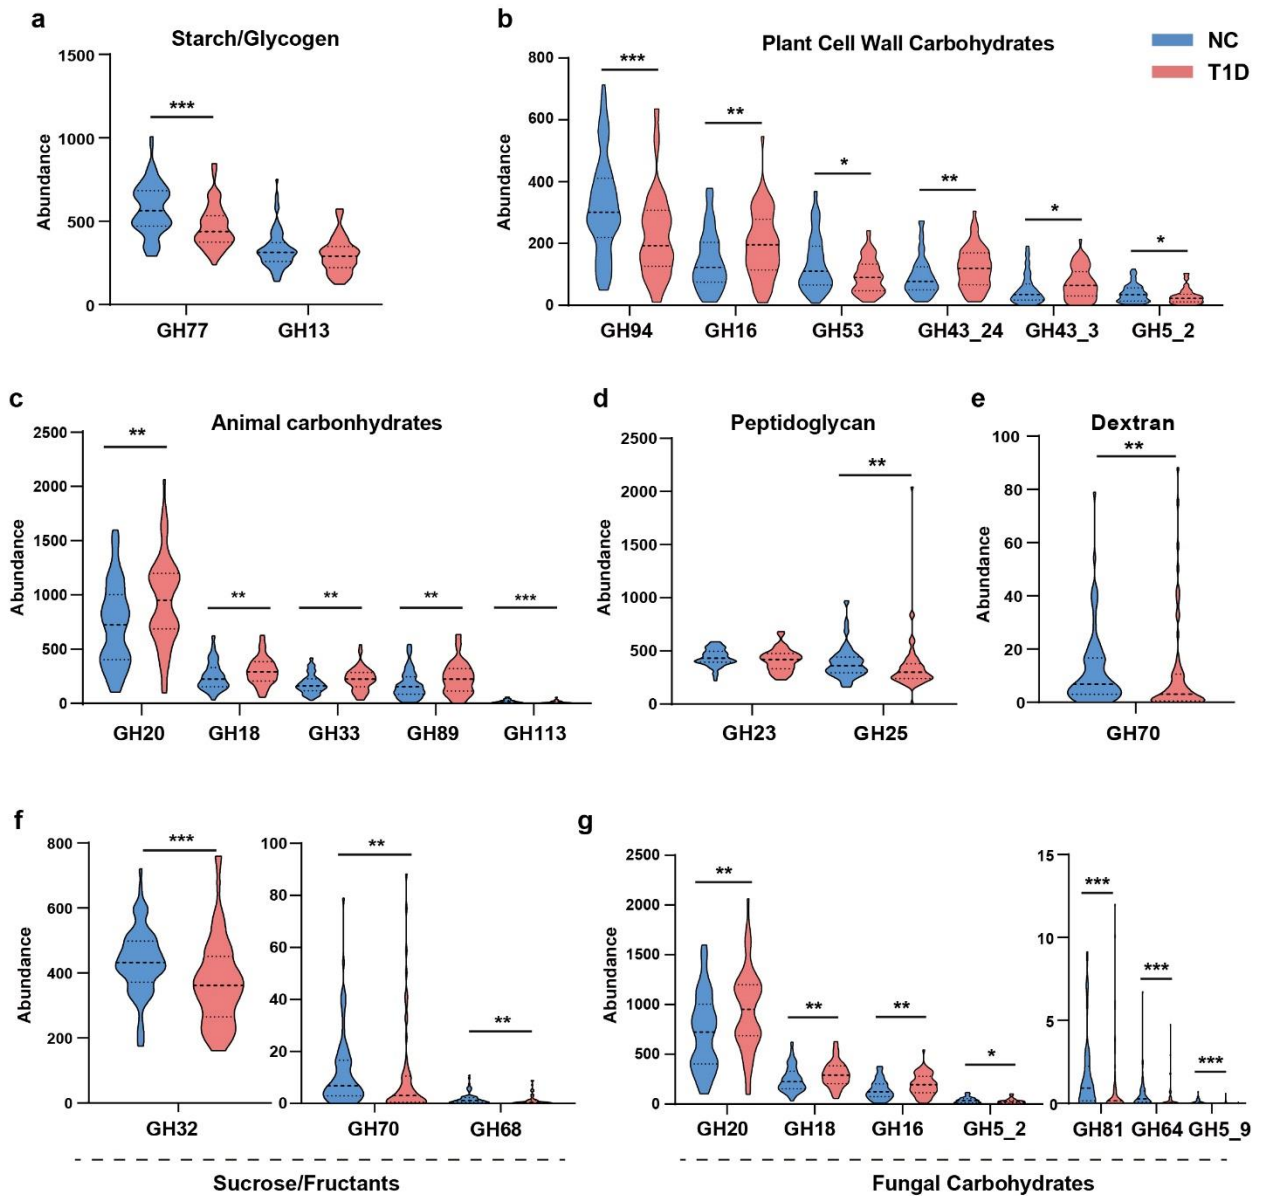 a
Starch/Glycogen
Abundance
1500
1000
500
0
***
GH77 GH13
b
Plant Cell Wall Carbohydrates
NC
T1D
Abundance
800
600
400
200
0
*** ** * ** * *
GH94 GH16 GH53 GH43_24 GH43_3 GH5_2
c
Animal carbonhydrates
Abundance
2500
2000
1500
1000
500
0
** ** ** ** ***
GH20 GH18 GH33 GH89 GH113
d
Peptidoglycan
Abundance
2500
2000
1500
1000
500
0
**
GH23 GH25
e
Dextran
Abundance
100
80
60
40
20
0
**
GH70
f
Abundance
800
600
400
200
0
***
GH32
100
80
60
40
20
0
** **
GH70 GH68
Sucrose/Fructants
g
Abundance
2500
2000
1500
1000
500
0
** ** ** *
GH20 GH18 GH16 GH5_2
15
10
5
0
*** *** ***
GH81 GH64 GH5_9
Fungal Carbohydrates